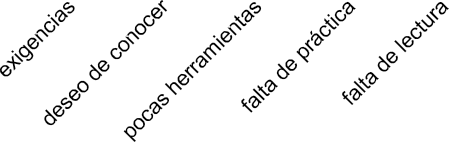 exigencias
deseo de conocer
pocas herramientas
falta de práctica
falta de lectura